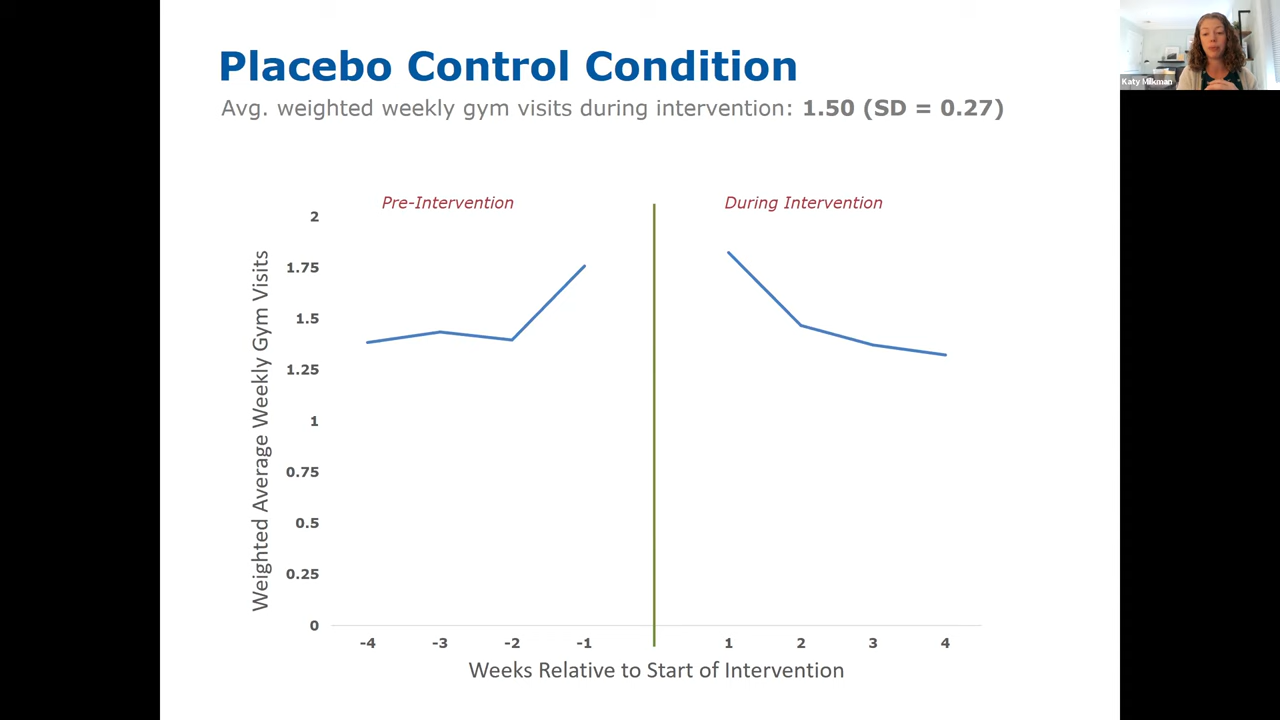 Placebo Control Condition
Avg. weighted weekly gym visits during intervention: 1.50 (SD = 0.27)
Katy Milkman
Pre-Intervention
During Intervention
Weighted Average Weekly Gym Visits
2
1.75
1.5
1.25
1
0.75
0.5
0.25
0
-4 -3 -2 -1 1 2 3 4
Weeks Relative to Start of Intervention